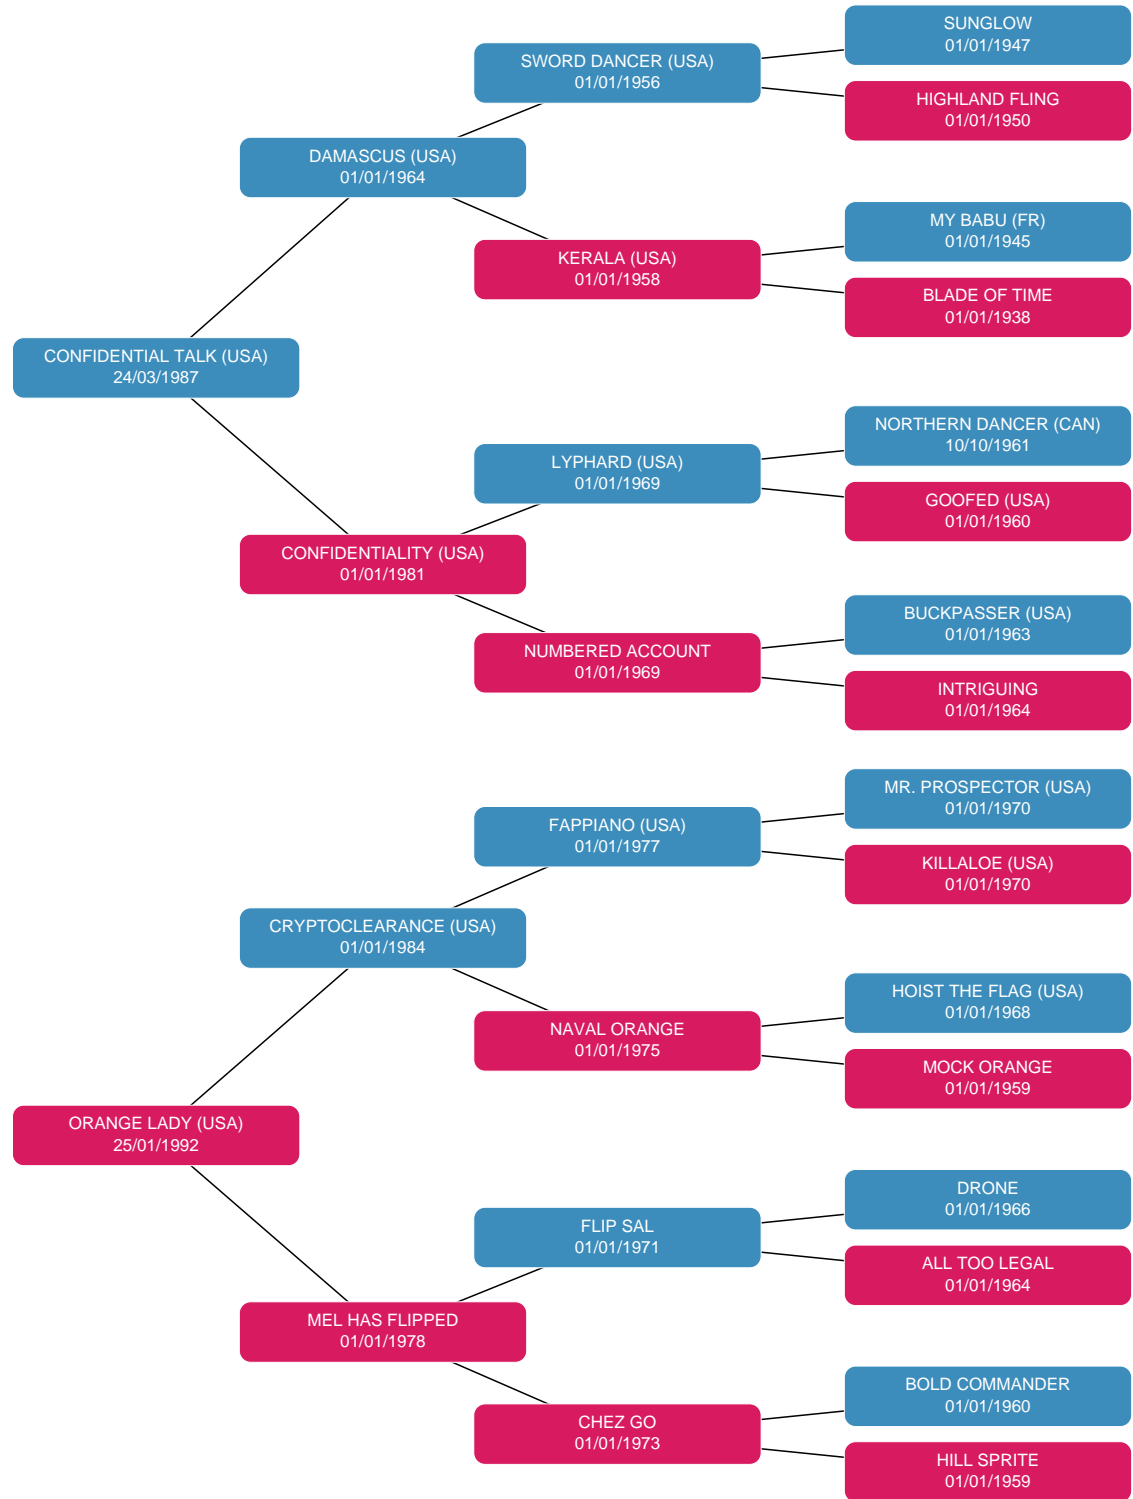 SUNGLOW
01/01/1947
SWORD DANCER (USA)
01/01/1956
HIGHLAND FLING
01/01/1950
DAMASCUS (USA)
01/01/1964
MY BABU (FR)
01/01/1945
KERALA (USA)
01/01/1958
BLADE OF TIME
01/01/1938
CONFIDENTIAL TALK (USA)
24/03/1987
NORTHERN DANCER (CAN)
10/10/1961
LYPHARD (USA)
01/01/1969
GOOFED (USA)
01/01/1960
CONFIDENTIALITY (USA)
01/01/1981
BUCKPASSER (USA)
01/01/1963
NUMBERED ACCOUNT
01/01/1969
INTRIGUING
01/01/1964
MR. PROSPECTOR (USA)
01/01/1970
FAPPIANO (USA)
01/01/1977
KILLALOE (USA)
01/01/1970
CRYPTOCLEARANCE (USA)
01/01/1984
HOIST THE FLAG (USA)
01/01/1968
NAVAL ORANGE
01/01/1975
MOCK ORANGE
01/01/1959
ORANGE LADY (USA)
25/01/1992
DRONE
01/01/1966
FLIP SAL
01/01/1971
ALL TOO LEGAL
01/01/1964
MEL HAS FLIPPED
01/01/1978
BOLD COMMANDER
01/01/1960
CHEZ GO
01/01/1973
HILL SPRITE
01/01/1959